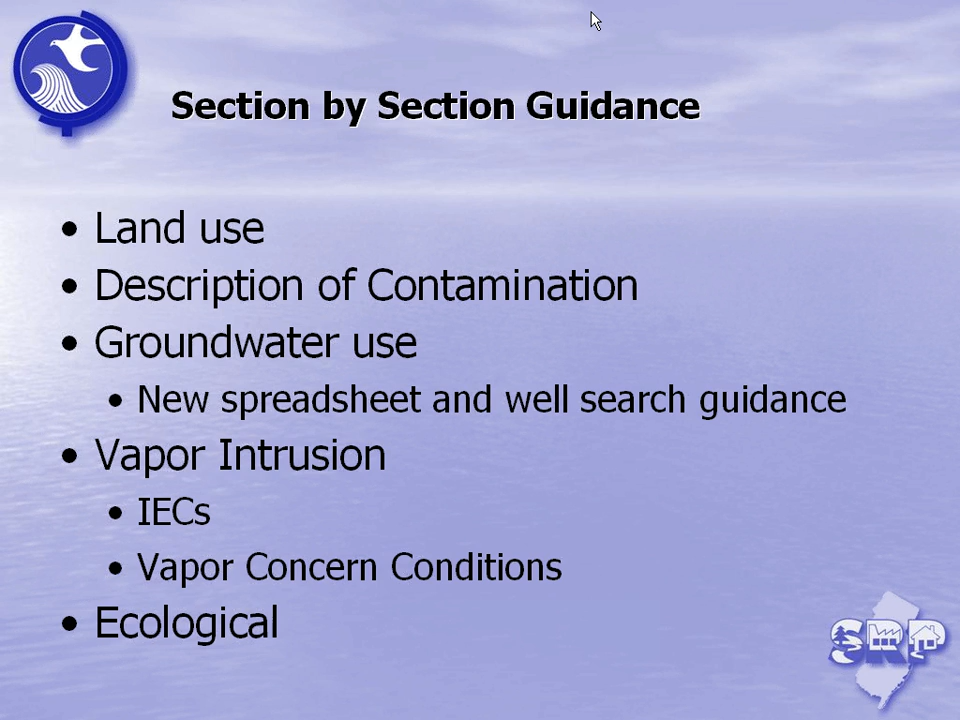 Section by Section Guidance
• Land use
• Description of Contamination
• Groundwater use
• New spreadsheet and well search guidance
• Vapor Intrusion
• IECs
• Vapor Concern Conditions
• Ecological
SRP